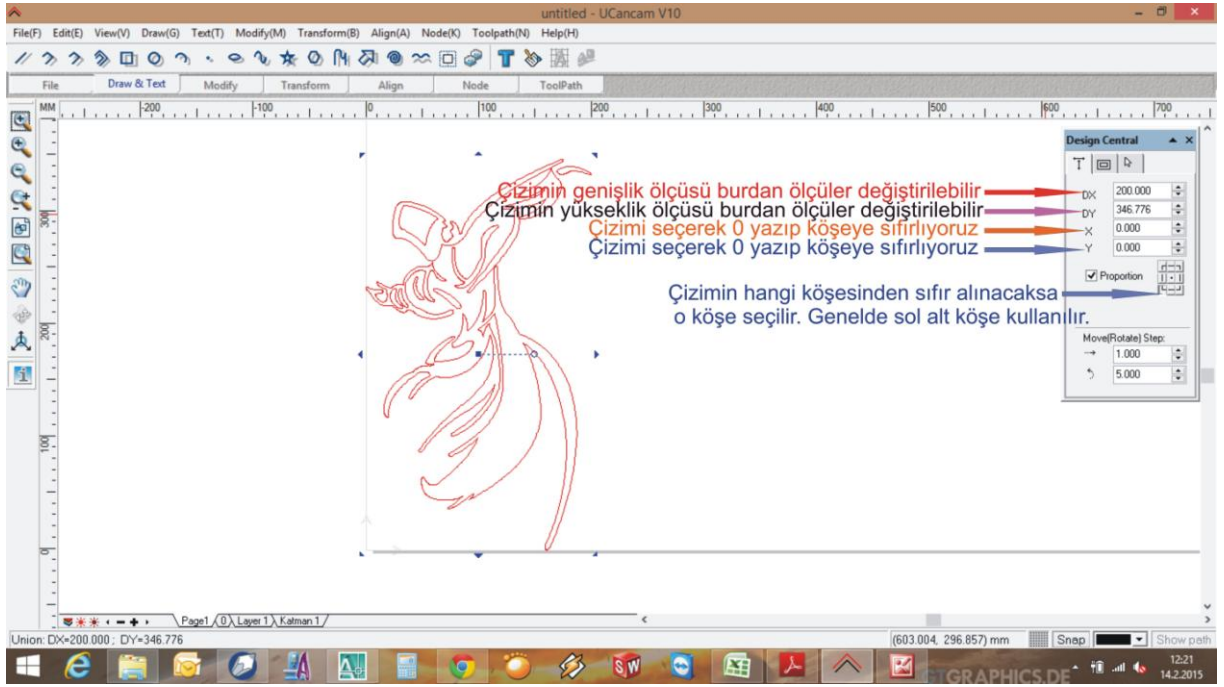 untitled - UCancam V10
File(F) Edit(E) View(V) Draw(G) Text(T) Modify(M) Transform(B) Align(A) Node(K) Toolpath(N) Help(H)
File Draw & Text Modify Transform Align Node ToolPath
MM -200 -100 0 100 200 300 400 500 600 700
300
200
100
0
Design Central
DX 200.000
DY 346.776
X 0.000
Y 0.000
Proportion
Move(Rotate) Step:
1.000
5.000
Çizimin genişlik ölçüsü burdan ölçüler değiştirilebilir
Çizimin yükseklik ölçüsü burdan ölçüler değiştirilebilir
Çizimi seçerek 0 yazıp köşeye sıfırlıyoruz
Çizimi seçerek 0 yazıp köşeye sıfırlıyoruz
Çizimin hangi köşesinden sıfır alınacaksa
o köşe seçilir. Genelde sol alt köşe kullanılır.
Page1 0 Layer 1 Katman 1
Union: DX=200.000 ; DY=346.776
(603.004, 296.857) mm Snap Show path
SW
GTGRAPHICS.DE
12:21
14.2.2015